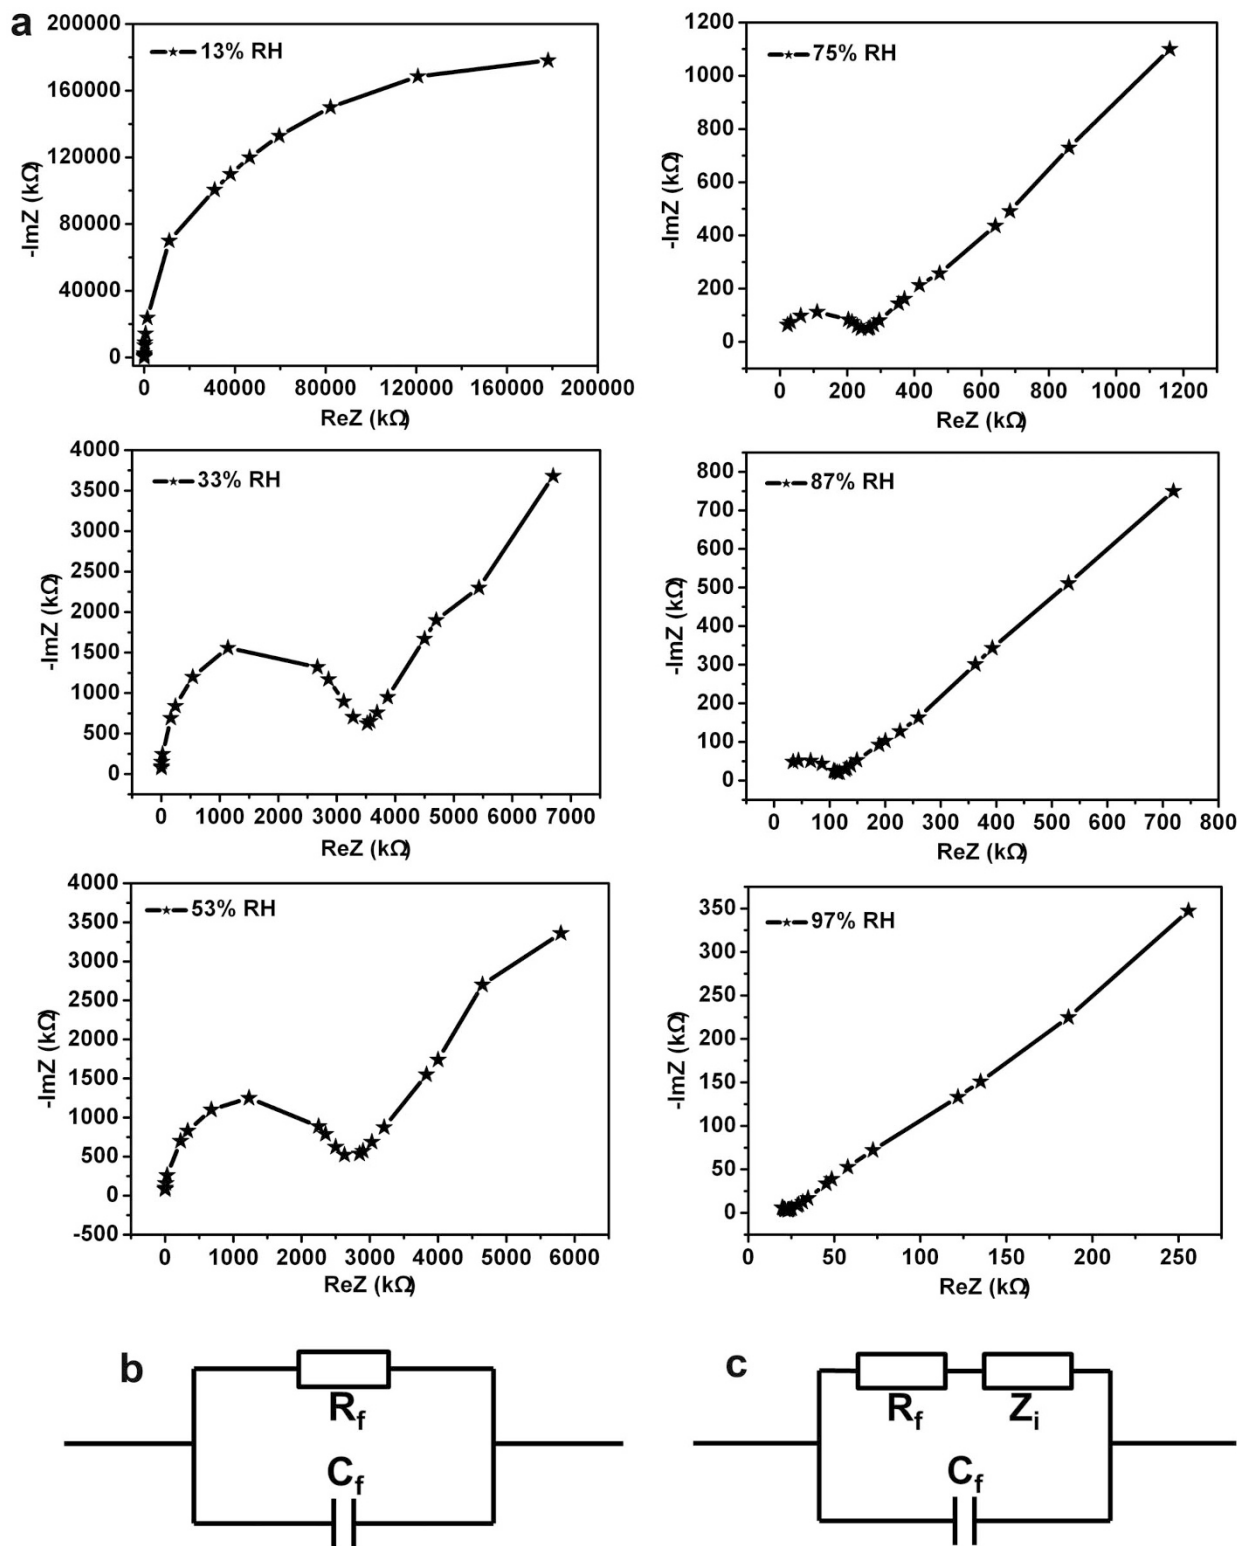 a
13% RH
-ImZ (kΩ)
200000
160000
120000
80000
40000
0
0 40000 80000 120000 160000 200000
ReZ (kΩ)
75% RH
-ImZ (kΩ)
1200
1000
800
600
400
200
0
0 200 400 600 800 1000 1200
ReZ (kΩ)
33% RH
-ImZ (kΩ)
4000
3500
3000
2500
2000
1500
1000
500
0
0 1000 2000 3000 4000 5000 6000 7000
ReZ (kΩ)
87% RH
-ImZ (kΩ)
800
700
600
500
400
300
200
100
0
0 100 200 300 400 500 600 700 800
ReZ (kΩ)
53% RH
-ImZ (kΩ)
4000
3500
3000
2500
2000
1500
1000
500
0
-500
0 1000 2000 3000 4000 5000 6000
ReZ (kΩ)
97% RH
-ImZ (kΩ)
350
300
250
200
150
100
50
0
0 50 100 150 200 250
ReZ (kΩ)
b
Rf
Cf
c
Rf Zi
Cf